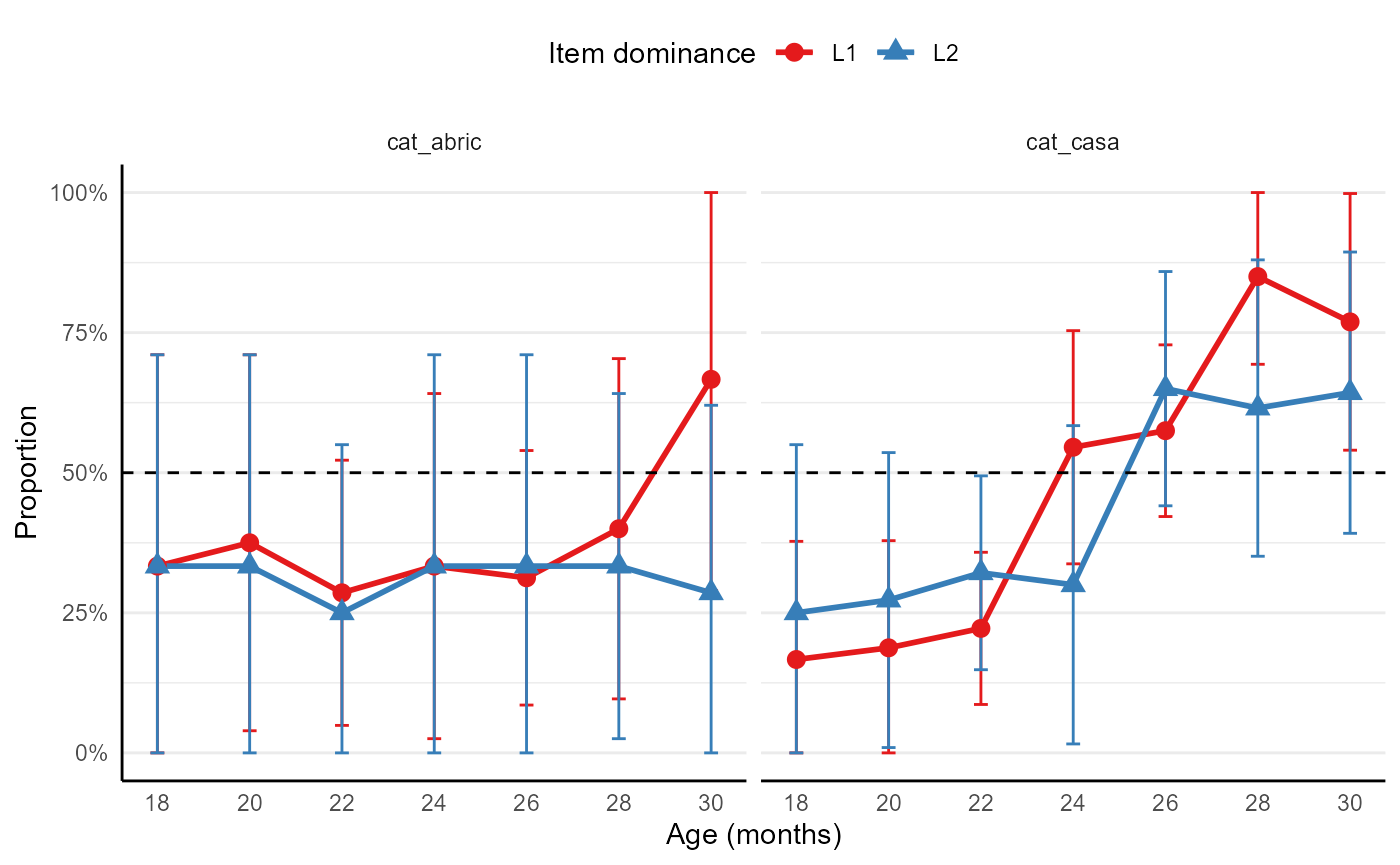 Item dominance L1 L2
cat_abric cat_casa
100%
75%
50%
25%
0%
Proportion
18 20 22 24 26 28 30 18 20 22 24 26 28 30
Age (months)